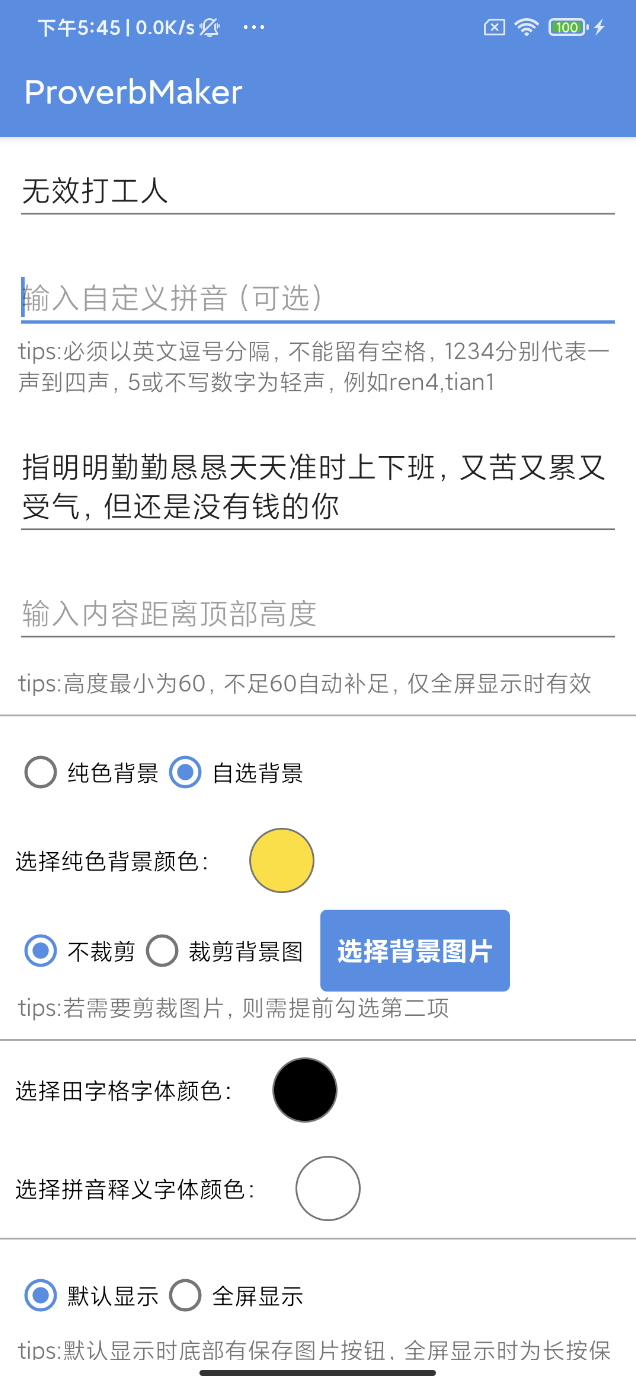 下午5:45 | 0.0K/s
100
ProverbMaker
无效打工人
输入自定义拼音（可选）
tips:必须以英文逗号分隔，不能留有空格，1234分别代表一
声到四声，5或不写数字为轻声，例如ren4,tian1
指明明勤勤恳恳天天准时上下班，又苦又累又
受气，但还是没有钱的你
输入内容距离顶部高度
tips:高度最小为60，不足60自动补足，仅全屏显示时有效
纯色背景 自选背景
选择纯色背景颜色：
不裁剪 裁剪背景图 选择背景图片
tips:若需要剪裁图片，则需提前勾选第二项
选择田字格字体颜色：
选择拼音释义字体颜色：
默认显示 全屏显示
tips:默认显示时底部有保存图片按钮，全屏显示时为长按保